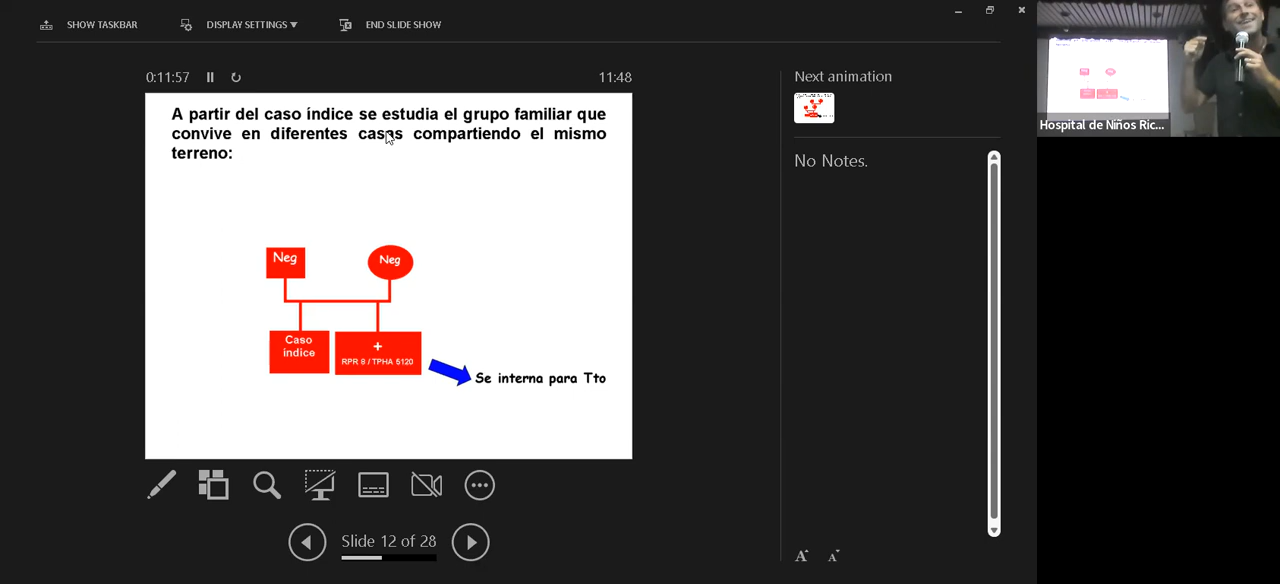 SHOW TASKBAR
DISPLAY SETTINGS ▼
END SLIDE SHOW
0:11:57
11:48
Next animation
No Notes.
A partir del caso índice se estudia el grupo familiar que
convive en diferentes casas compartiendo el mismo
terreno:
Neg
Neg
Caso
índice
+
RPR 8 / TPHA 5120
Se interna para Tto
Slide 12 of 28
A
A
Hospital de Niños Ric...